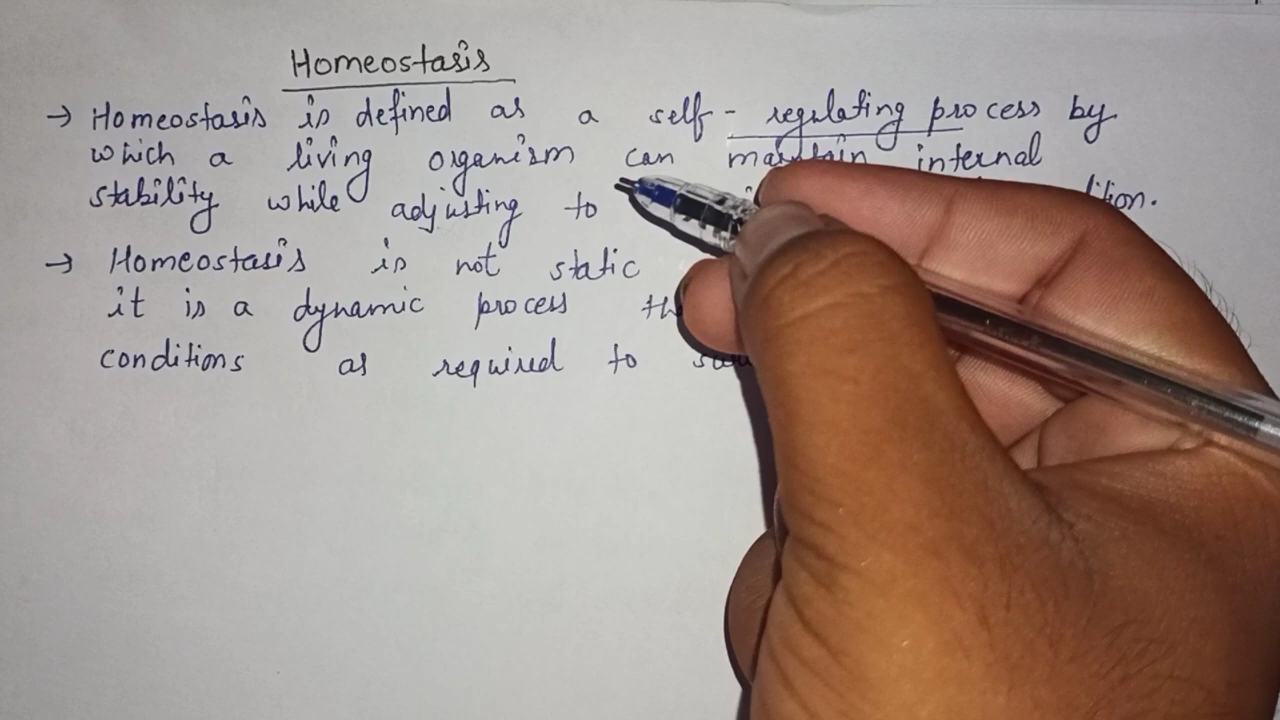 Homeostasis
→ Homeostasis is defined as a self-regulating process by
which a living organism can maintain internal
stability while adjusting to
→ Homeostasis is not static
it is a dynamic process
conditions as required to